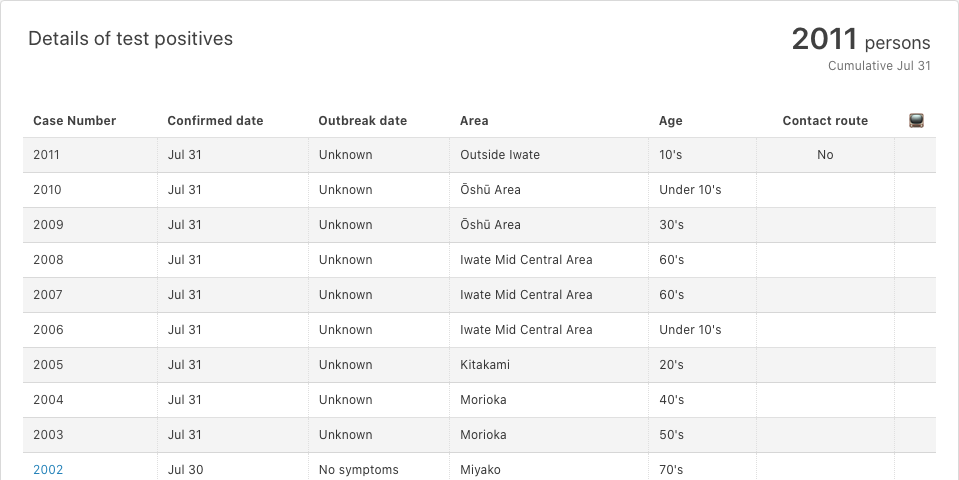 Details of test positives
2011 persons
Cumulative Jul 31
Case Number Confirmed date Outbreak date Area Age Contact route
2011 Jul 31 Unknown Outside Iwate 10's No
2010 Jul 31 Unknown Ōshū Area Under 10's
2009 Jul 31 Unknown Ōshū Area 30's
2008 Jul 31 Unknown Iwate Mid Central Area 60's
2007 Jul 31 Unknown Iwate Mid Central Area 60's
2006 Jul 31 Unknown Iwate Mid Central Area Under 10's
2005 Jul 31 Unknown Kitakami 20's
2004 Jul 31 Unknown Morioka 40's
2003 Jul 31 Unknown Morioka 50's
2002 Jul 30 No symptoms Miyako 70's